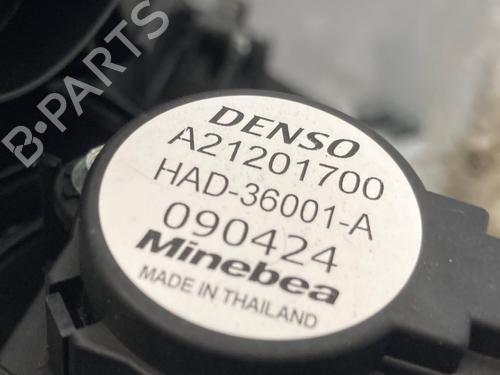 B-PARTS
DENSO
A21201700
HAD-36001-A
090424
Minebea
MADE IN THAILAND